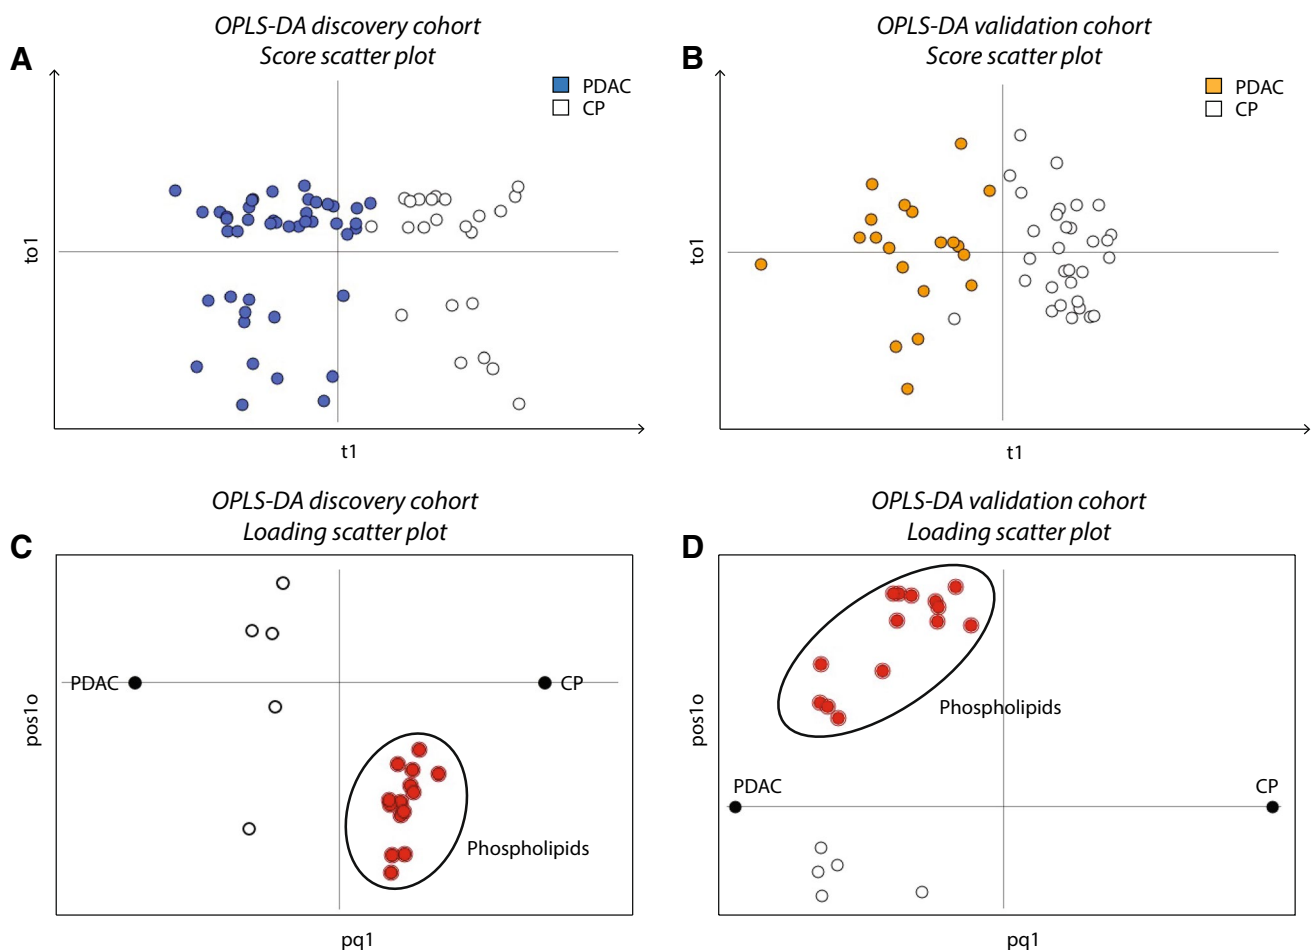 OPLS-DA discovery cohort
Score scatter plot
A
PDAC
CP
to1
t1
OPLS-DA validation cohort
Score scatter plot
B
PDAC
CP
to1
t1
OPLS-DA discovery cohort
Loading scatter plot
C
PDAC
CP
Phospholipids
pos1o
pq1
OPLS-DA validation cohort
Loading scatter plot
D
Phospholipids
PDAC
CP
pos1o
pq1